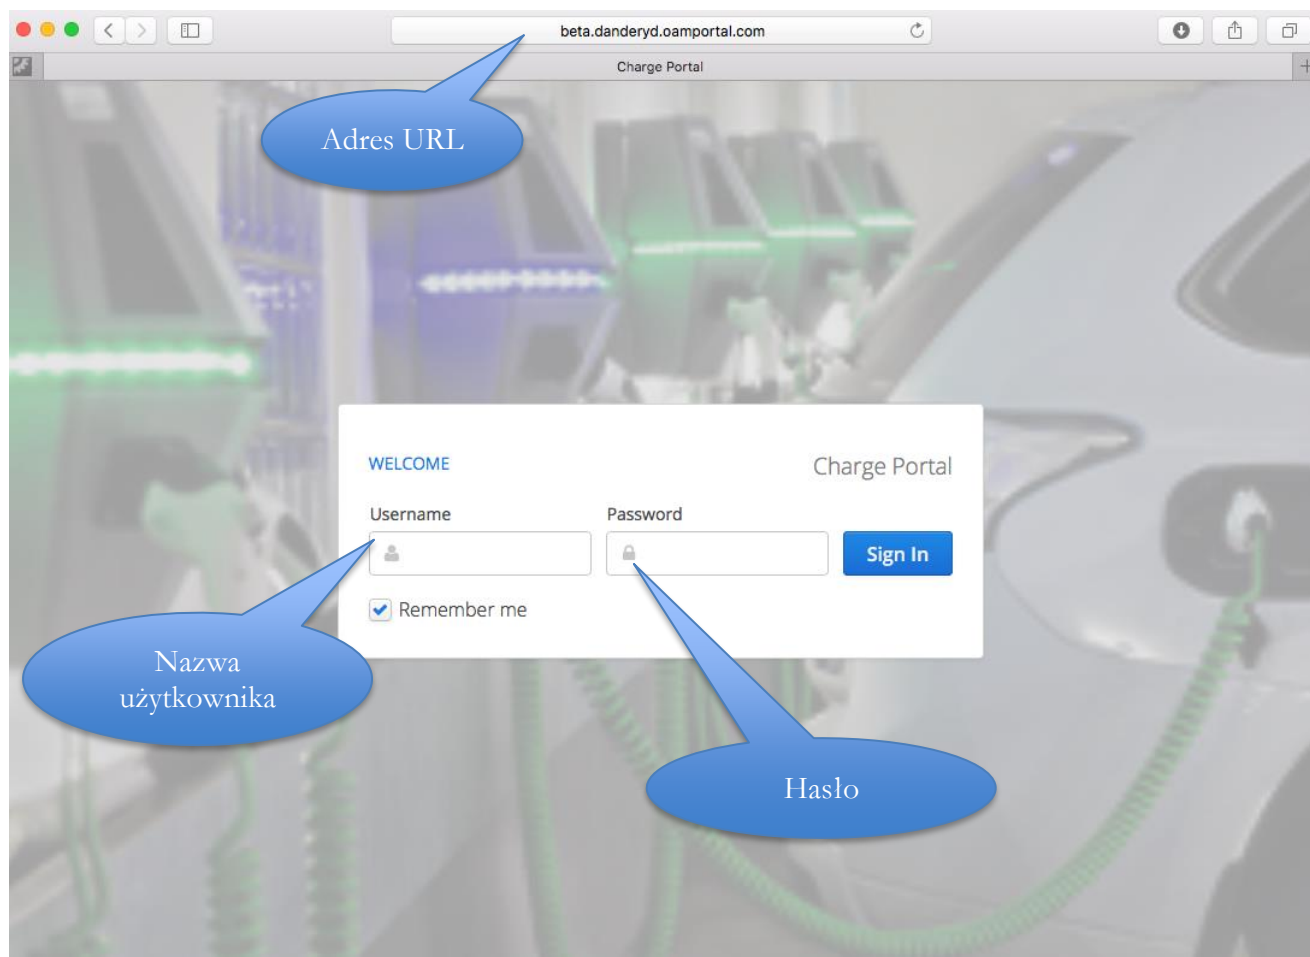 beta.danderyd.oamportal.com
Charge Portal
Adres URL
WELCOME
Charge Portal
Username
Password
Sign In
Remember me
Nazwa
użytkownika
Hasło